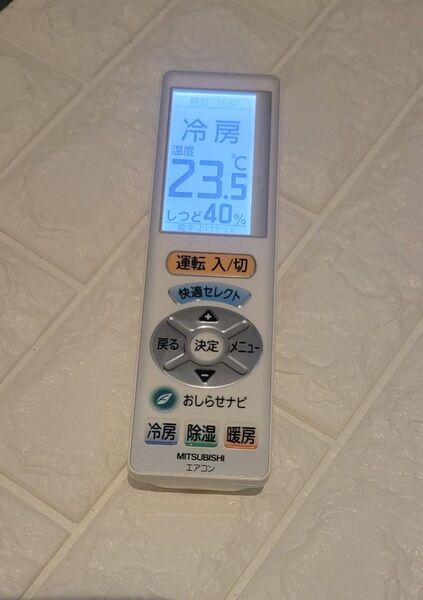 冷房
温度
23.5℃
しつど40%
運転 入/切
快適セレクト
+
戻る 決定 メニュー
-
おしらせナビ
冷房 除湿 暖房
MITSUBISHI
エアコン